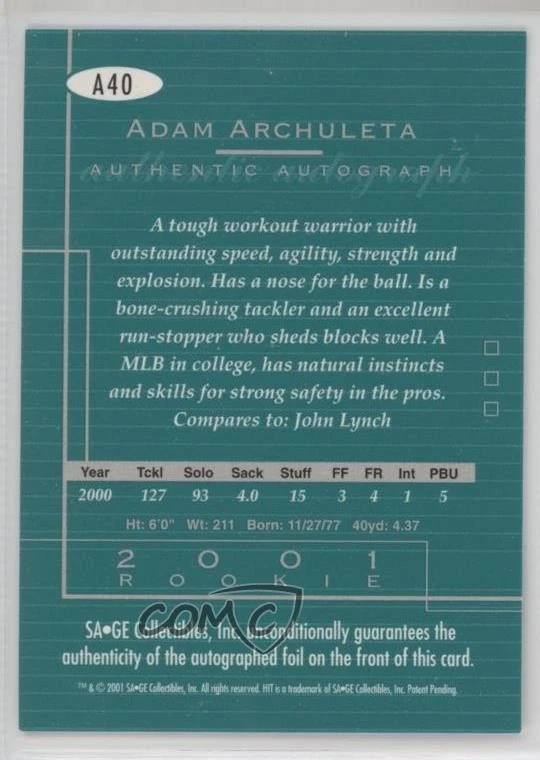 A40
ADAM ARCHULETA
authentic autograph
AUTHENTIC AUTOGRAPH
A tough workout warrior with
outstanding speed, agility, strength and
explosion. Has a nose for the ball. Is a
bone-crushing tackler and an excellent
run-stopper who sheds blocks well. A
MLB in college, has natural instincts
and skills for strong safety in the pros.
Compares to: John Lynch
Year Tckl Solo Sack Stuff FF FR Int PBU
2000 127 93 4.0 15 3 4 1 5
Ht: 6'0" Wt: 211 Born: 11/27/77 40yd: 4.37
2001
ROOKIE
COMC
SA•GE Collectibles, Inc. unconditionally guarantees the
authenticity of the autographed foil on the front of this card.
™ & © 2001 SA•GE Collectibles, Inc. All rights reserved. HIT is a trademark of SA•GE Collectibles, Inc. Patent Pending.